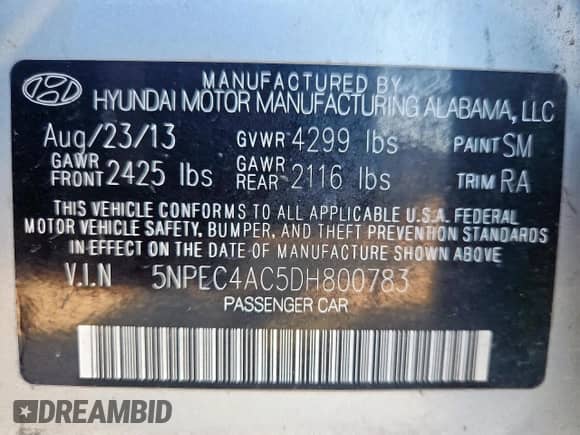 MANUFACTURED BY
HYUNDAI MOTOR MANUFACTURING ALABAMA, LLC
Aug/23/13 GVWR 4299 lbs PAINT SM
GAWR FRONT 2425 lbs GAWR REAR 2116 lbs TRIM RA
THIS VEHICLE CONFORMS TO ALL APPLICABLE U.S.A. FEDERAL
MOTOR VEHICLE SAFETY, BUMPER, AND THEFT PREVENTION STANDARDS
IN EFFECT ON THE DATE OF MANUFACTURE SHOWN ABOVE
V.I.N 5NPEC4AC5DH800783
PASSENGER CAR
DREAMBID